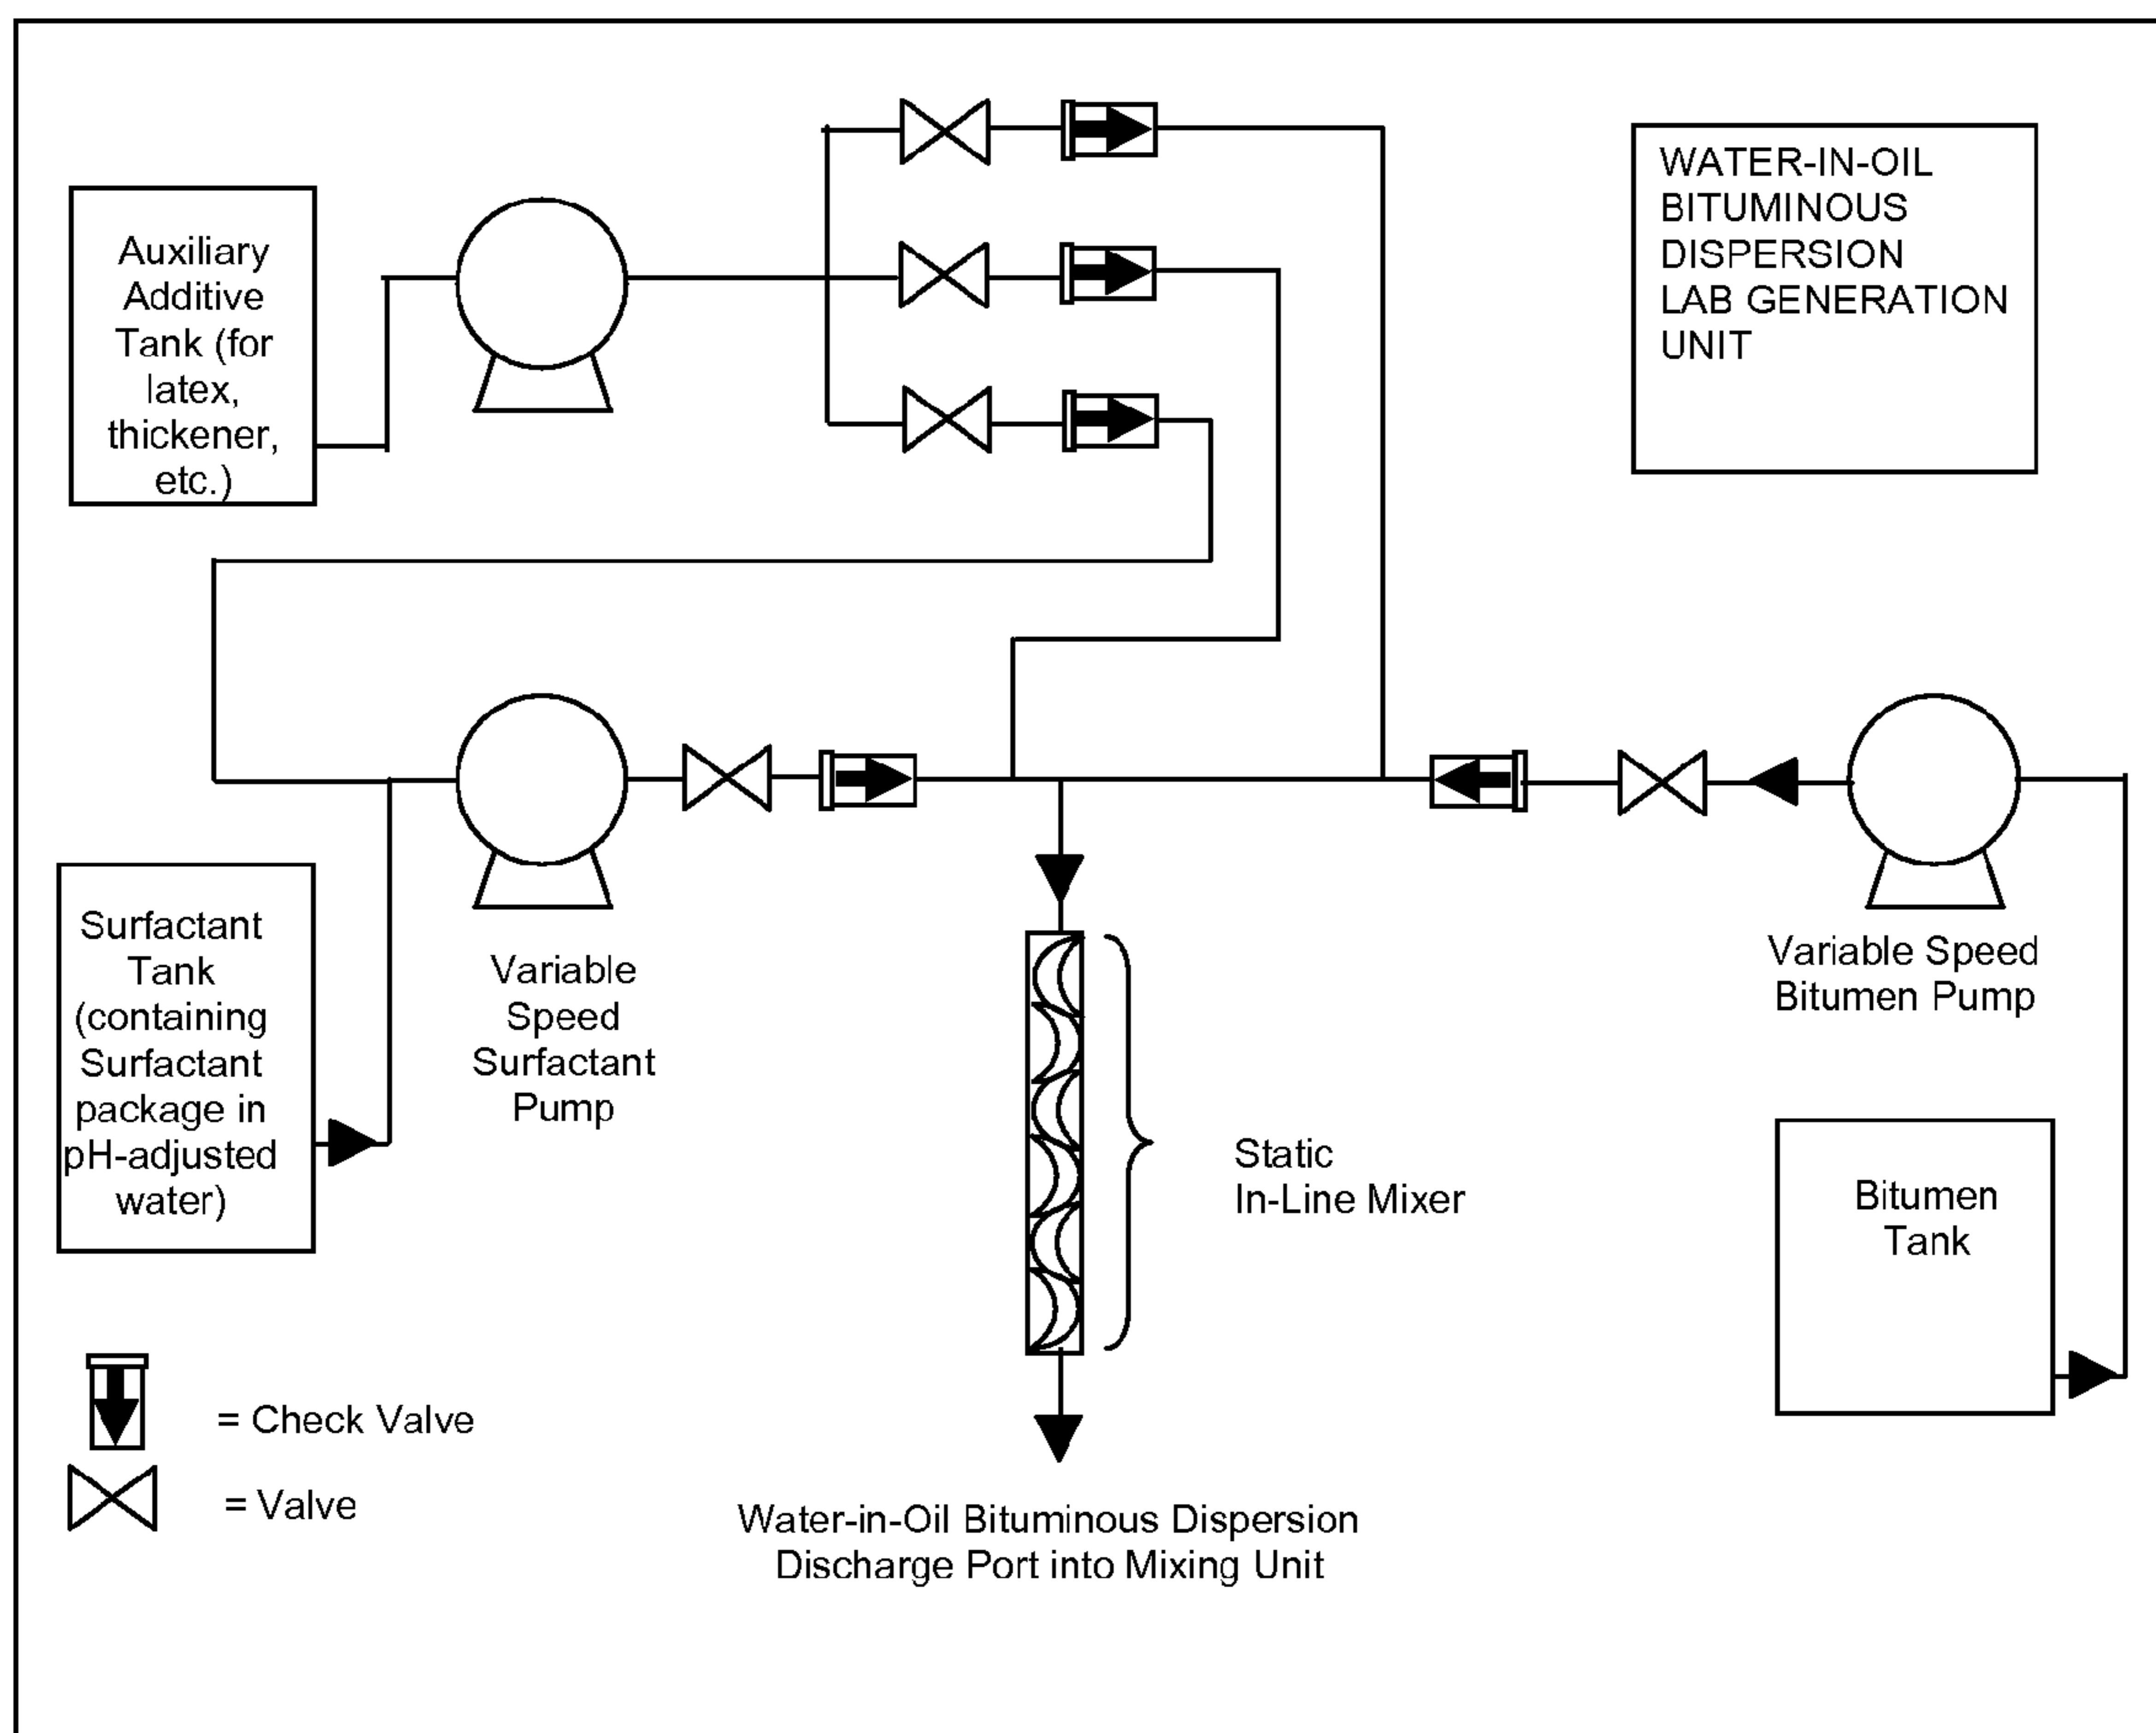 WATER-IN-OIL
BITUMINOUS
DISPERSION
LAB GENERATION
UNIT
Auxiliary
Additive
Tank (for
latex,
thickener,
etc.)
Surfactant
Tank
(containing
Surfactant
package in
pH-adjusted
water)
Variable
Speed
Surfactant
Pump
Variable Speed
Bitumen Pump
Static
In-Line Mixer
Bitumen
Tank
= Check Valve
= Valve
Water-in-Oil Bituminous Dispersion
Discharge Port into Mixing Unit